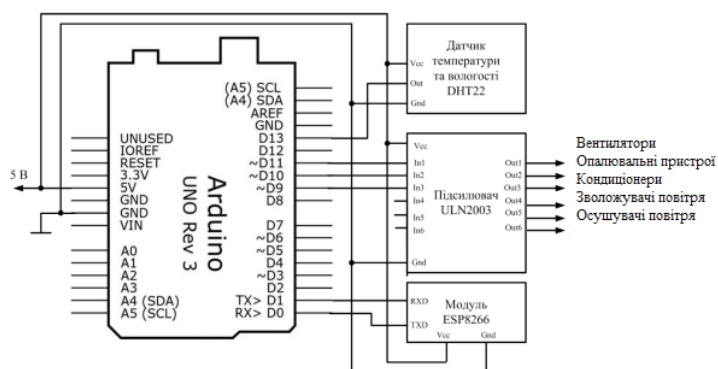 5 В
UNUSED
IOREF
RESET
3.3V
5V
GND
GND
VIN
A0
A1
A2
A3
A4 (SDA)
A5 (SCL)
Arduino
UNO Rev 3
(A5) SCL
(A4) SDA
AREF
GND
D13
D12
~D11
~D10
~D9
D8
D7
~D6
~D5
D4
~D3
D2
TX> D1
RX> D0
Датчик
температури
та вологості
DHT22
Vcc
Out
Gnd
Підсилювач
ULN2003
Vcc
In1
In2
In3
In4
In5
In6
Gnd
Out1
Out2
Out3
Out4
Out5
Out6
Вентилятори
Опалювальні пристрої
Кондиціонери
Зволожувачі повітря
Осушувачі повітря
RXD
TXD
Модуль
ESP8266
Vcc Gnd